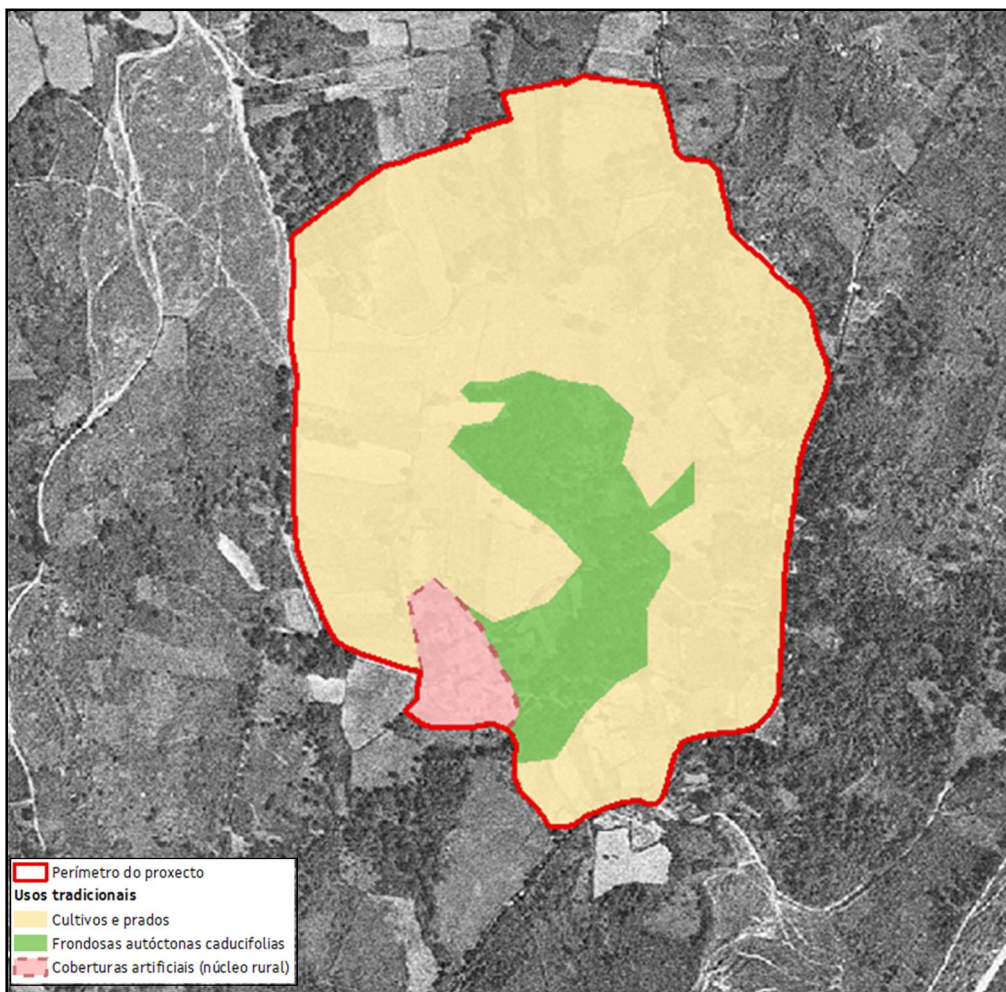 Perímetro do proxecto
Usos tradicionais
Cultivos e prados
Frondosas autóctonas caducifolias
Coberturas artificiais (núcleo rural)